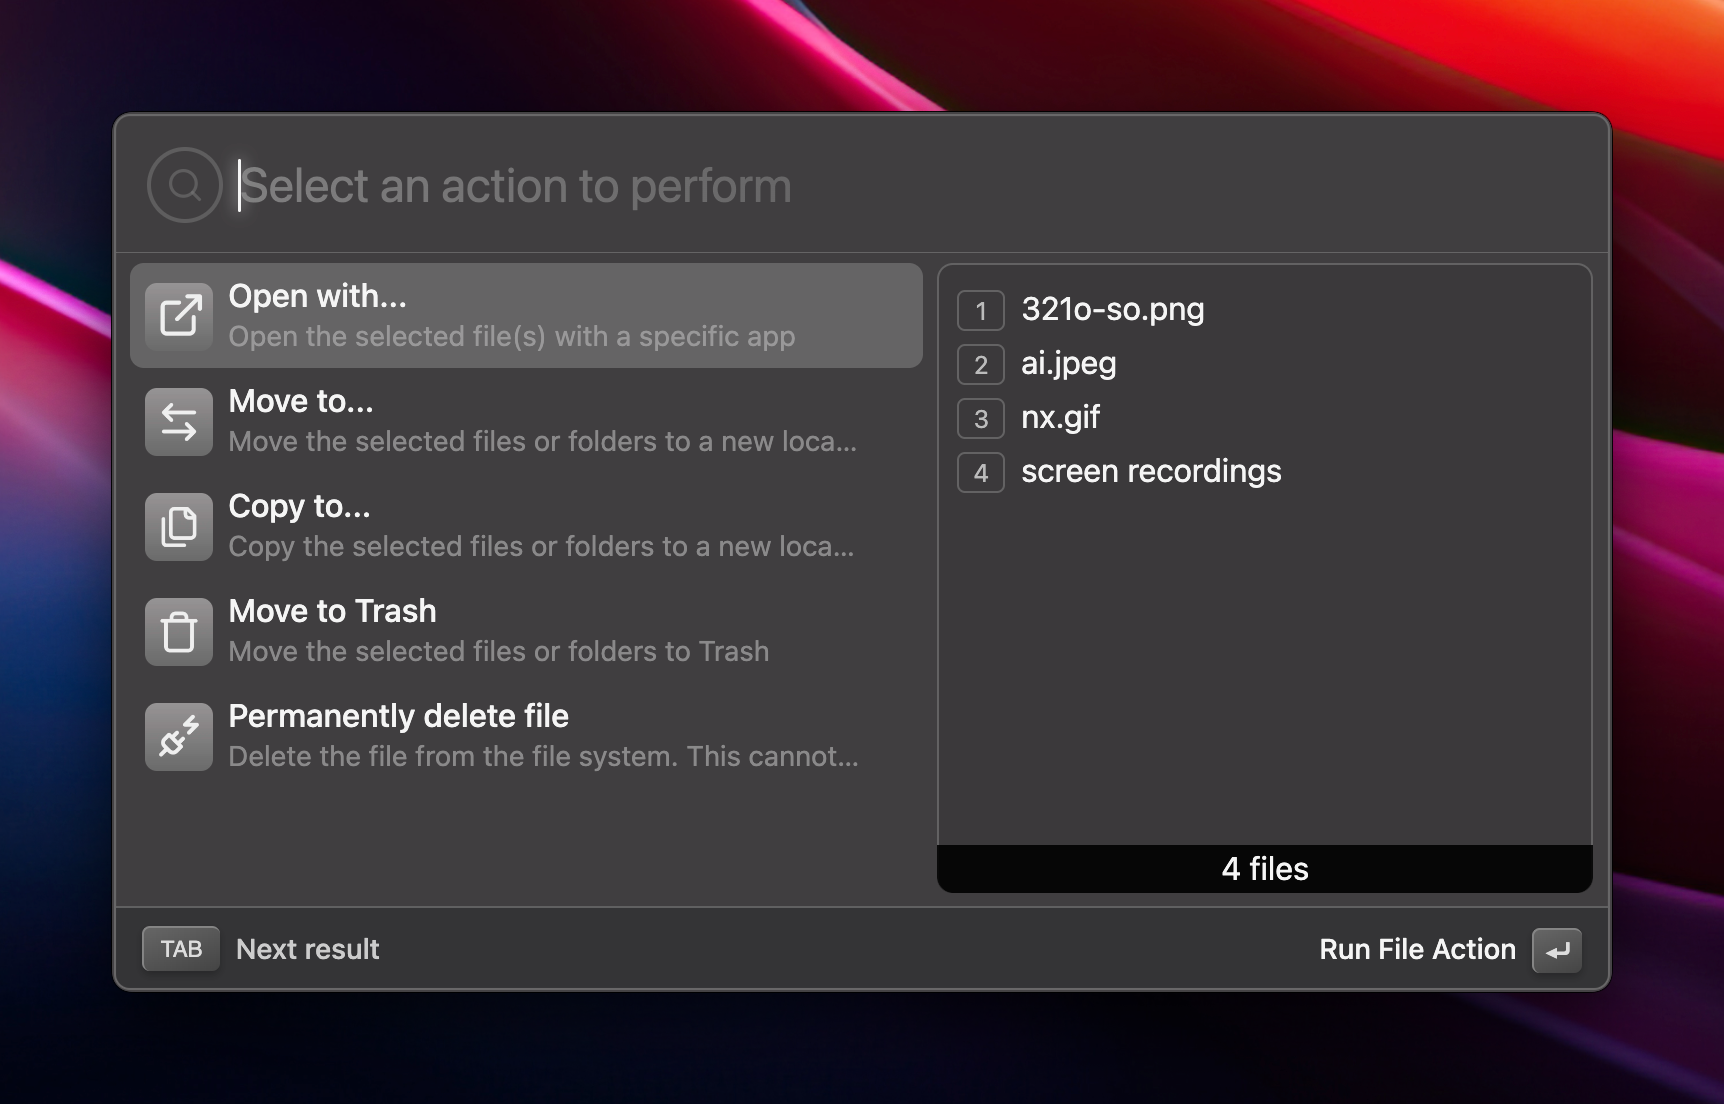 Select an action to perform
Open with...
Open the selected file(s) with a specific app
Move to...
Move the selected files or folders to a new loca...
Copy to...
Copy the selected files or folders to a new loca...
Move to Trash
Move the selected files or folders to Trash
Permanently delete file
Delete the file from the file system. This cannot...
1 321o-so.png
2 ai.jpeg
3 nx.gif
4 screen recordings
4 files
TAB Next result
Run File Action